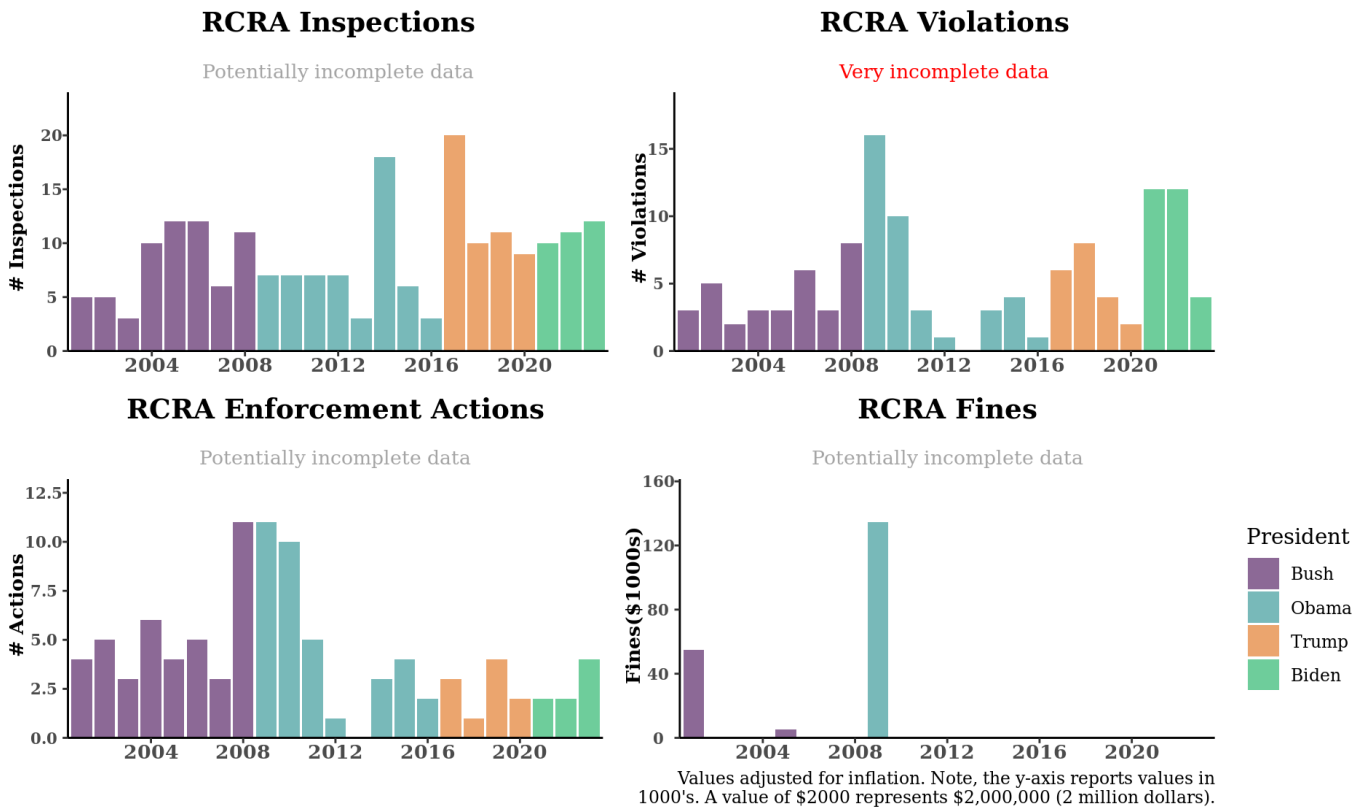 RCRA Inspections
Potentially incomplete data
# Inspections
20
15
10
5
0
2004 2008 2012 2016 2020
RCRA Violations
Very incomplete data
# Violations
15
10
5
0
2004 2008 2012 2016 2020
RCRA Enforcement Actions
Potentially incomplete data
# Actions
12.5
10.0
7.5
5.0
2.5
0.0
2004 2008 2012 2016 2020
RCRA Fines
Potentially incomplete data
Fines($1000s)
160
120
80
40
0
2004 2008 2012 2016 2020
Values adjusted for inflation. Note, the y-axis reports values in
1000's. A value of $2000 represents $2,000,000 (2 million dollars).
President
Bush
Obama
Trump
Biden